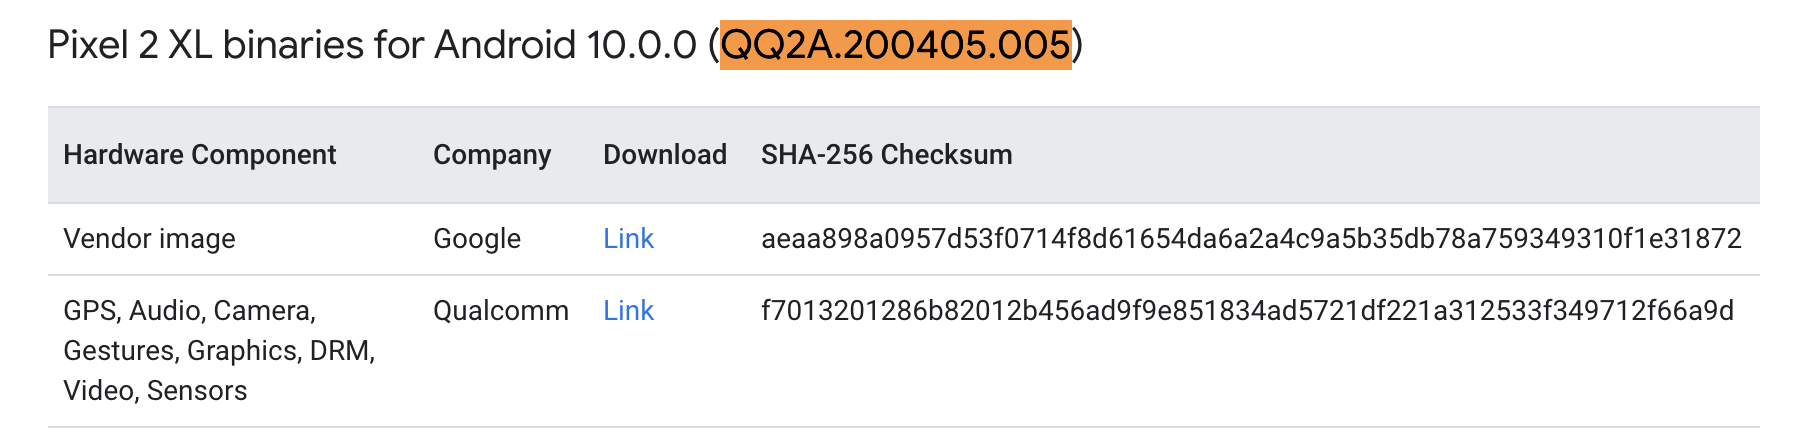 Pixel 2 XL binaries for Android 10.0.0 (QQ2A.200405.005)
Hardware Component Company Download SHA-256 Checksum
Vendor image Google Link aeaa898a0957d53f0714f8d61654da6a2a4c9a5b35db78a759349310f1e31872
GPS, Audio, Camera, Qualcomm Link f7013201286b82012b456ad9f9e851834ad5721df221a312533f349712f66a9d
Gestures, Graphics, DRM,
Video, Sensors